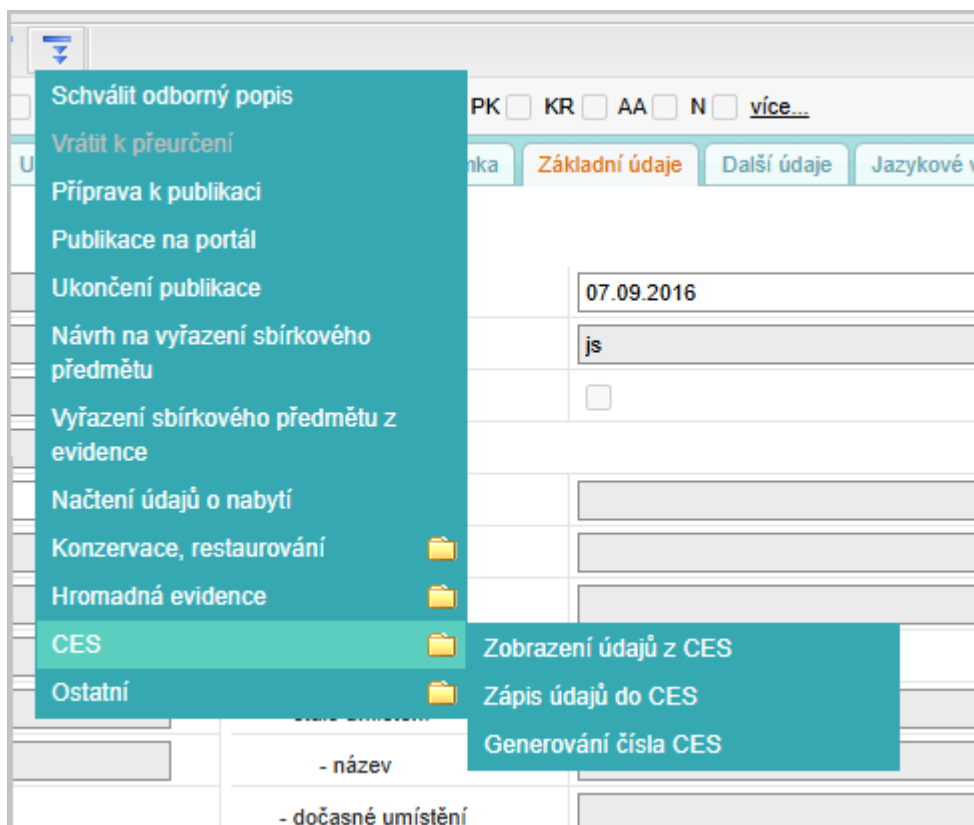 Schválit odborný popis
PK KR AA N více...
Vrátit k přeurčení
Základní údaje Další údaje Jazykové
Příprava k publikaci
Publikace na portál
Ukončení publikace
07.09.2016
Návrh na vyřazení sbírkového
předmětu
js
Vyřazení sbírkového předmětu z
evidence
Načtení údajů o nabytí
Konzervace, restaurování
Hromadná evidence
CES
Zobrazení údajů z CES
Ostatní
Zápis údajů do CES
Generování čísla CES
- název
- dočasné umístění